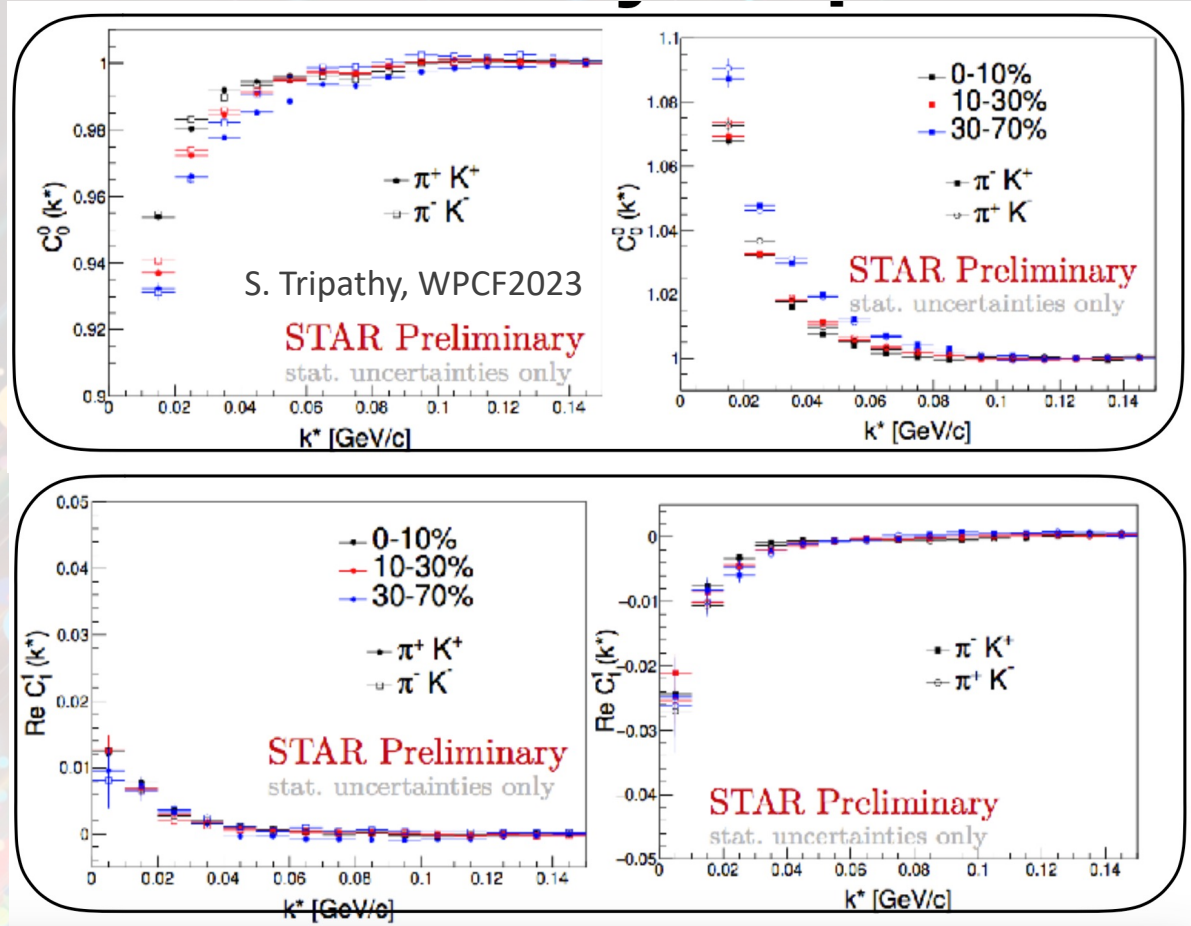 1
0.98
0.96
0.94
0.92
0.9
C₀⁰ (k*)
π⁺ K⁺
π⁻ K⁻
S. Tripathy, WPCF2023
STAR Preliminary
stat. uncertainties only
0 0.02 0.04 0.06 0.08 0.1 0.12 0.14
k* [GeV/c]
1.1
1.08
1.06
1.04
1.02
1
C₀⁰ (k*)
0-10%
10-30%
30-70%
π⁻ K⁺
π⁺ K⁻
STAR Preliminary
stat. uncertainties only
0 0.02 0.04 0.06 0.08 0.1 0.12 0.14
k* [GeV/c]
0.05
0.04
0.03
0.02
0.01
0
Re C₁¹ (k*)
0-10%
10-30%
30-70%
π⁺ K⁺
π⁻ K⁻
STAR Preliminary
stat. uncertainties only
0 0.02 0.04 0.06 0.08 0.1 0.12 0.14
k* [GeV/c]
0
−0.01
−0.02
−0.03
−0.04
−0.05
Re C₁¹ (k*)
π⁻ K⁺
π⁺ K⁻
STAR Preliminary
stat. uncertainties only
0 0.02 0.04 0.06 0.08 0.1 0.12 0.14
k* [GeV/c]